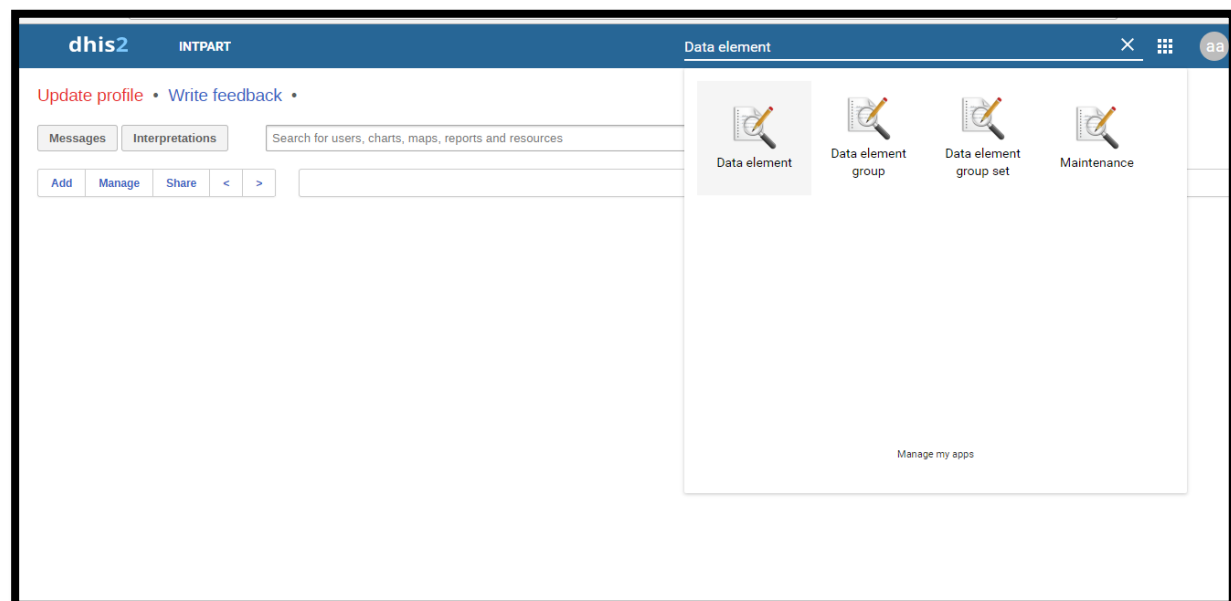 dhis2 INTPART Data element aa
Update profile • Write feedback •
Messages Interpretations Search for users, charts, maps, reports and resources
Add Manage Share < >
Data element
Data element group
Data element group set
Maintenance
Manage my apps